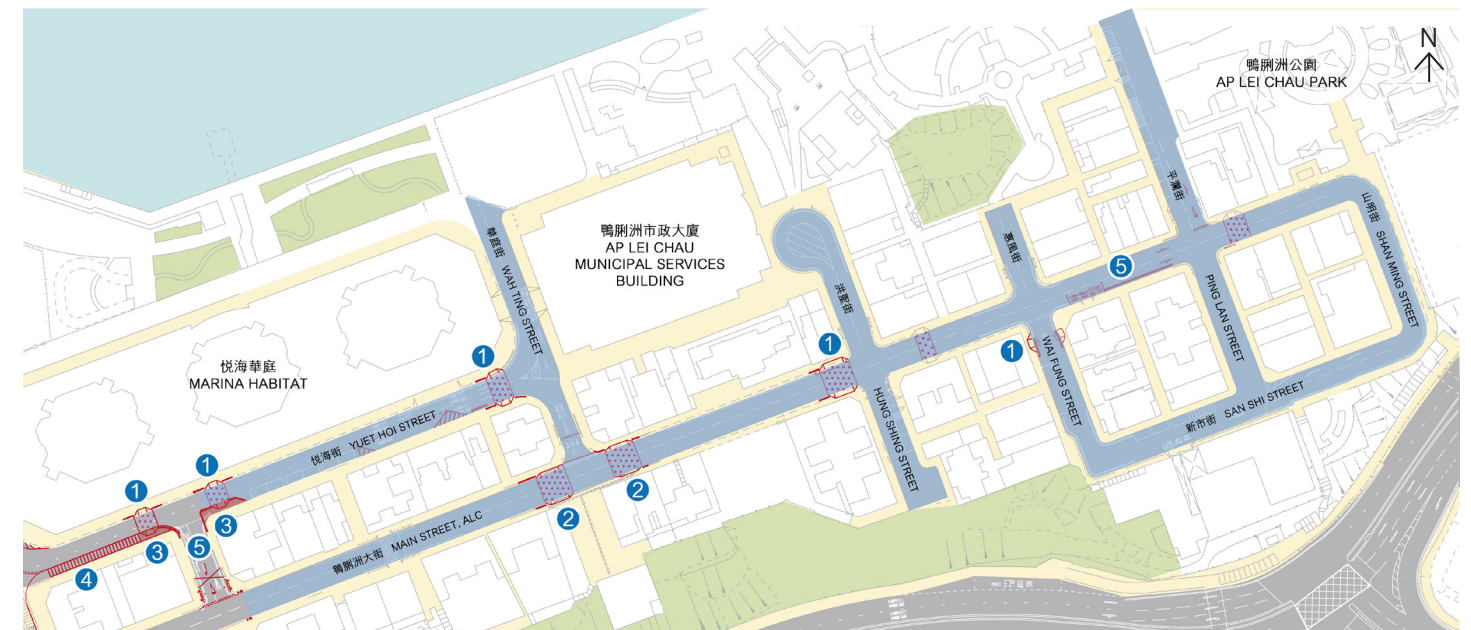 N
鴨脷洲公園
AP LEI CHAU PARK
平瀾街
山明街 SHAN MING STREET
鴨脷洲市政大廈
AP LEI CHAU
MUNICIPAL SERVICES
BUILDING
華庭街 WAH TING STREET
惠風街
洪聖街
5
PING LAN STREET
悦海華庭
MARINA HABITAT
1
1
1
WAI FUNG STREET
HUNG SHING STREET
悦海街 YUET HOI STREET
新市街 SAN SHI STREET
2
2
1
1
3
3
5
4
鴨脷洲大街 MAIN STREET, ALC